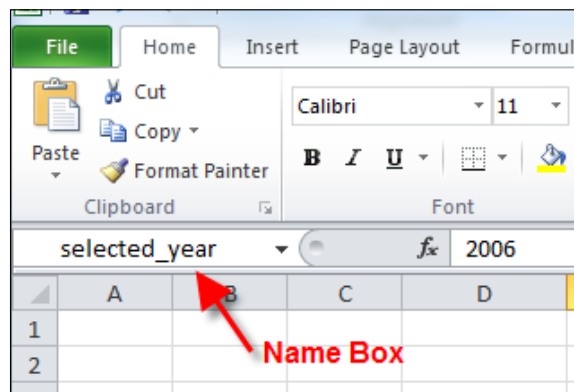 File Home Insert Page Layout Formul
Cut
Copy
Format Painter
Paste
Clipboard
Calibri 11
B I U
Font
selected_year fx 2006
A B C D
1
2
Name Box